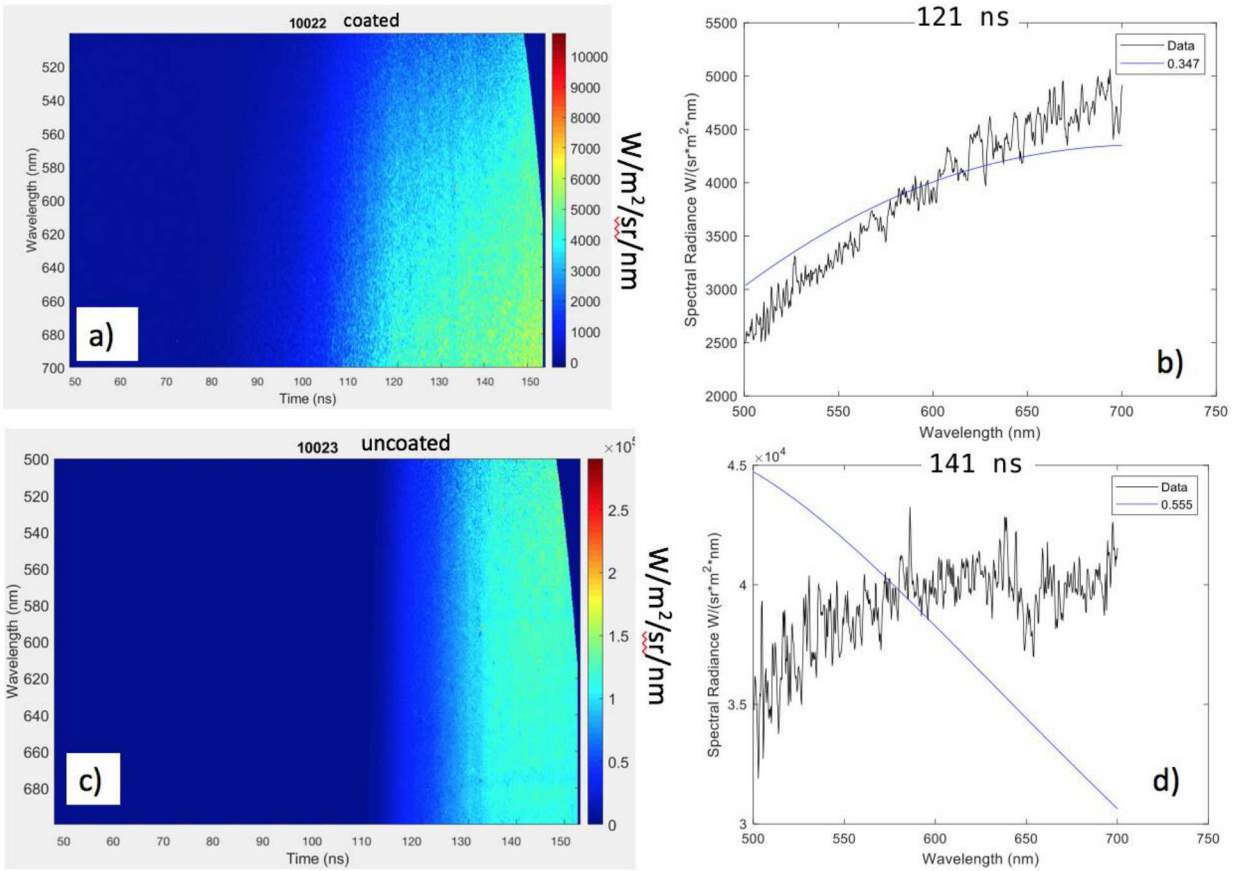 10022 coated
520
540
560
580
600
620
640
660
680
700
Wavelength (nm)
50 60 70 80 90 100 110 120 130 140 150
Time (ns)
a)
10000
9000
8000
7000
6000
5000
4000
3000
2000
1000
0
W/m²/sr/nm
121 ns
Data
0.347
5500
5000
4500
4000
3500
3000
2500
2000
Spectral Radiance W/(sr*m²*nm)
500 550 600 650 700 750
Wavelength (nm)
b)
10023 uncoated
500
520
540
560
580
600
620
640
660
680
Wavelength (nm)
50 60 70 80 90 100 110 120 130 140 150
Time (ns)
c)
×10⁵
2.5
2
1.5
1
0.5
0
W/m²/sr/nm
141 ns
×10⁴
Data
0.555
4.5
4
3.5
3
Spectral Radiance W/(sr*m²*nm)
500 550 600 650 700 750
Wavelength (nm)
d)